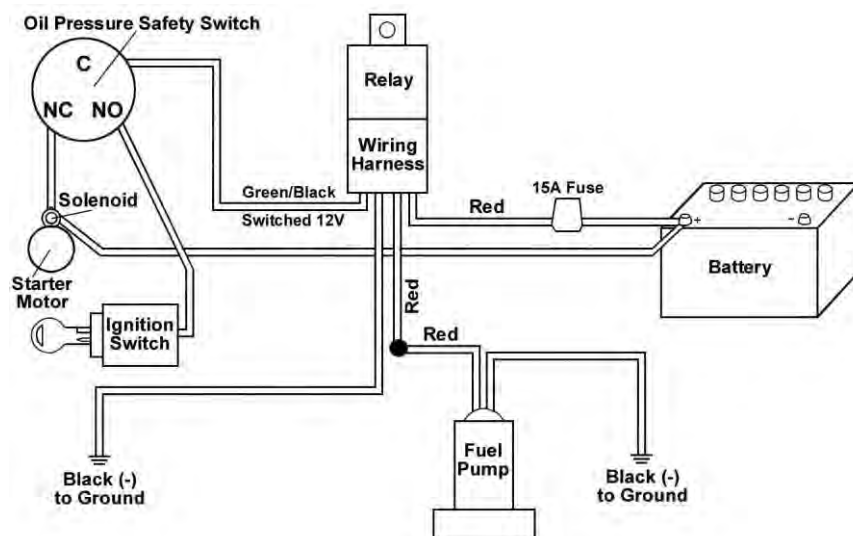 Oil Pressure Safety Switch
C
NC NO
Solenoid
Starter
Motor
Ignition
Switch
Relay
Wiring
Harness
Green/Black
Switched 12V
Red
15A Fuse
+
-
Battery
Red
Red
Fuel
Pump
Black (-)
to Ground
Black (-)
to Ground